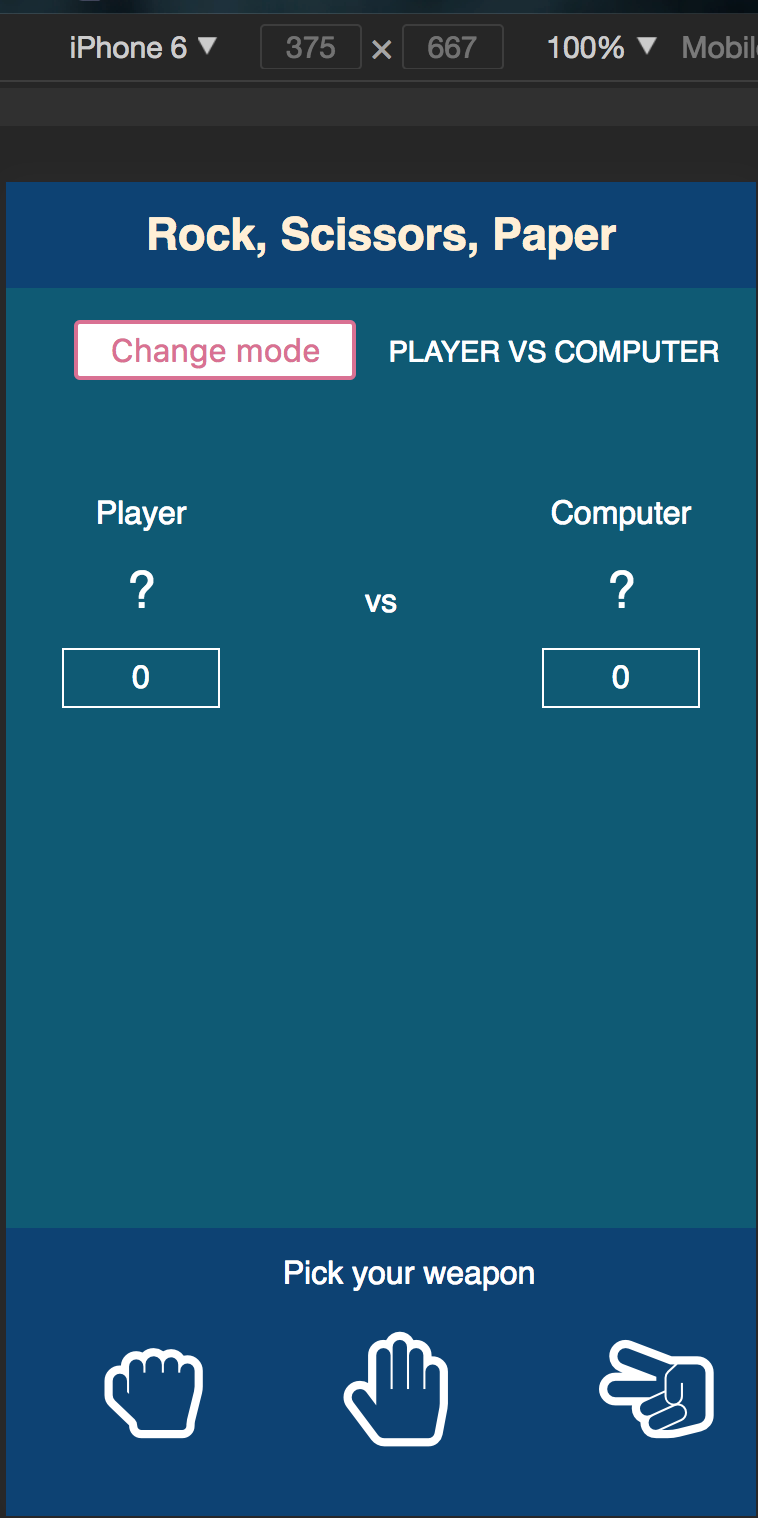 iPhone 6 ▼ 375 × 667 100% ▼
Rock, Scissors, Paper
Change mode PLAYER VS COMPUTER
Player Computer
? vs ?
0 0
Pick your weapon